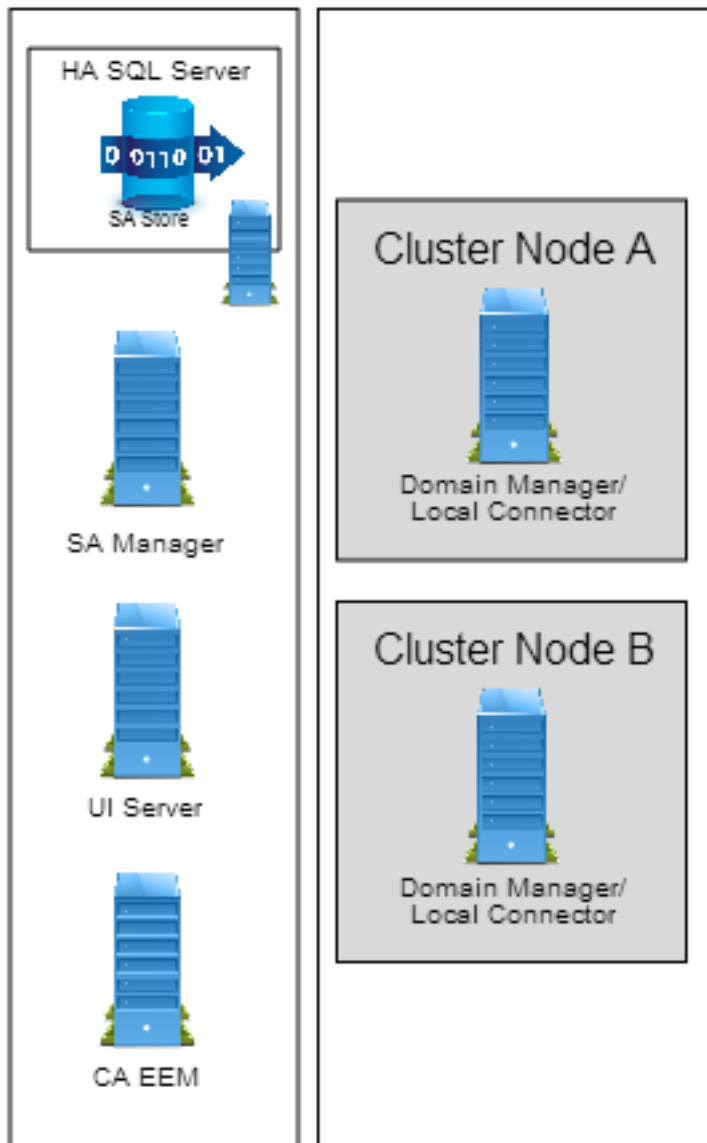 HA SQL Server
0 0110 01
SA Store
SA Manager
UI Server
CA EEM
Cluster Node A
Domain Manager/
Local Connector
Cluster Node B
Domain Manager/
Local Connector